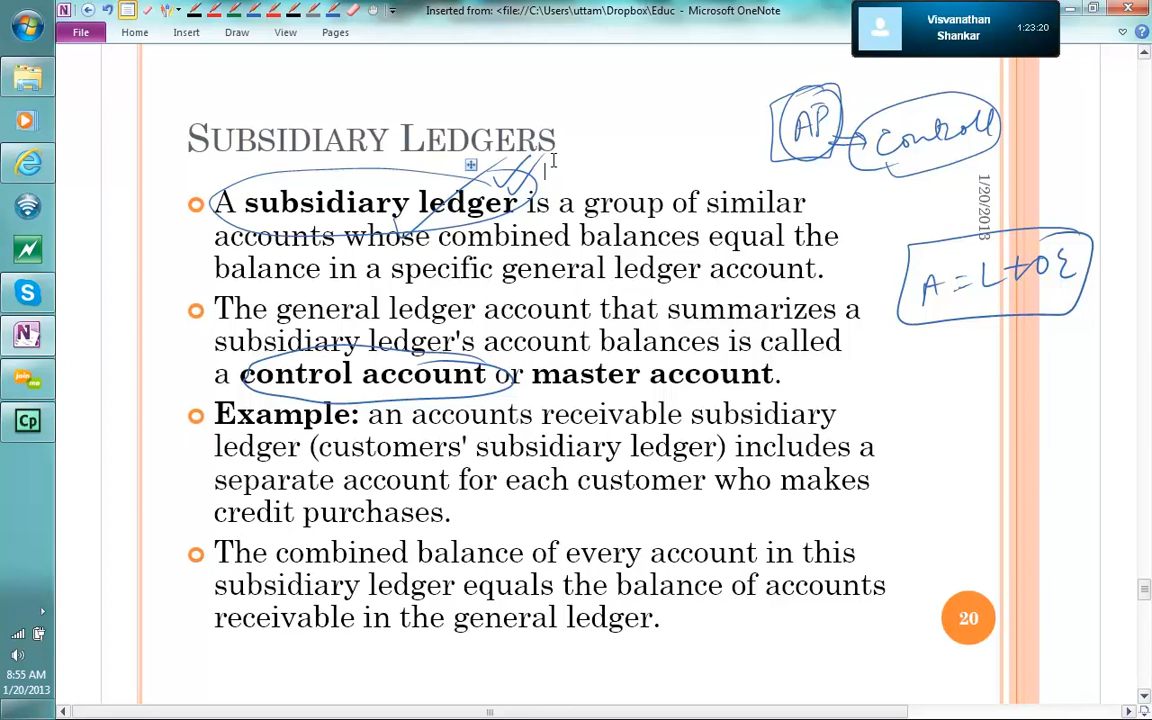 Inserted from: <file://C:\Users\uttam\Dropbox\Educ - Microsoft OneNote
File
Home
Insert
Draw
View
Pages
Visvanathan
Shankar
1:23:20
SUBSIDIARY LEDGERS
AP
Controll
A subsidiary ledger is a group of similar
accounts whose combined balances equal the
balance in a specific general ledger account.
1/20/2013
A = L + OE
The general ledger account that summarizes a
subsidiary ledger's account balances is called
a control account or master account.
Example: an accounts receivable subsidiary
ledger (customers' subsidiary ledger) includes a
separate account for each customer who makes
credit purchases.
The combined balance of every account in this
subsidiary ledger equals the balance of accounts
receivable in the general ledger.
20
join
me
Cp
8:55 AM
1/20/2013